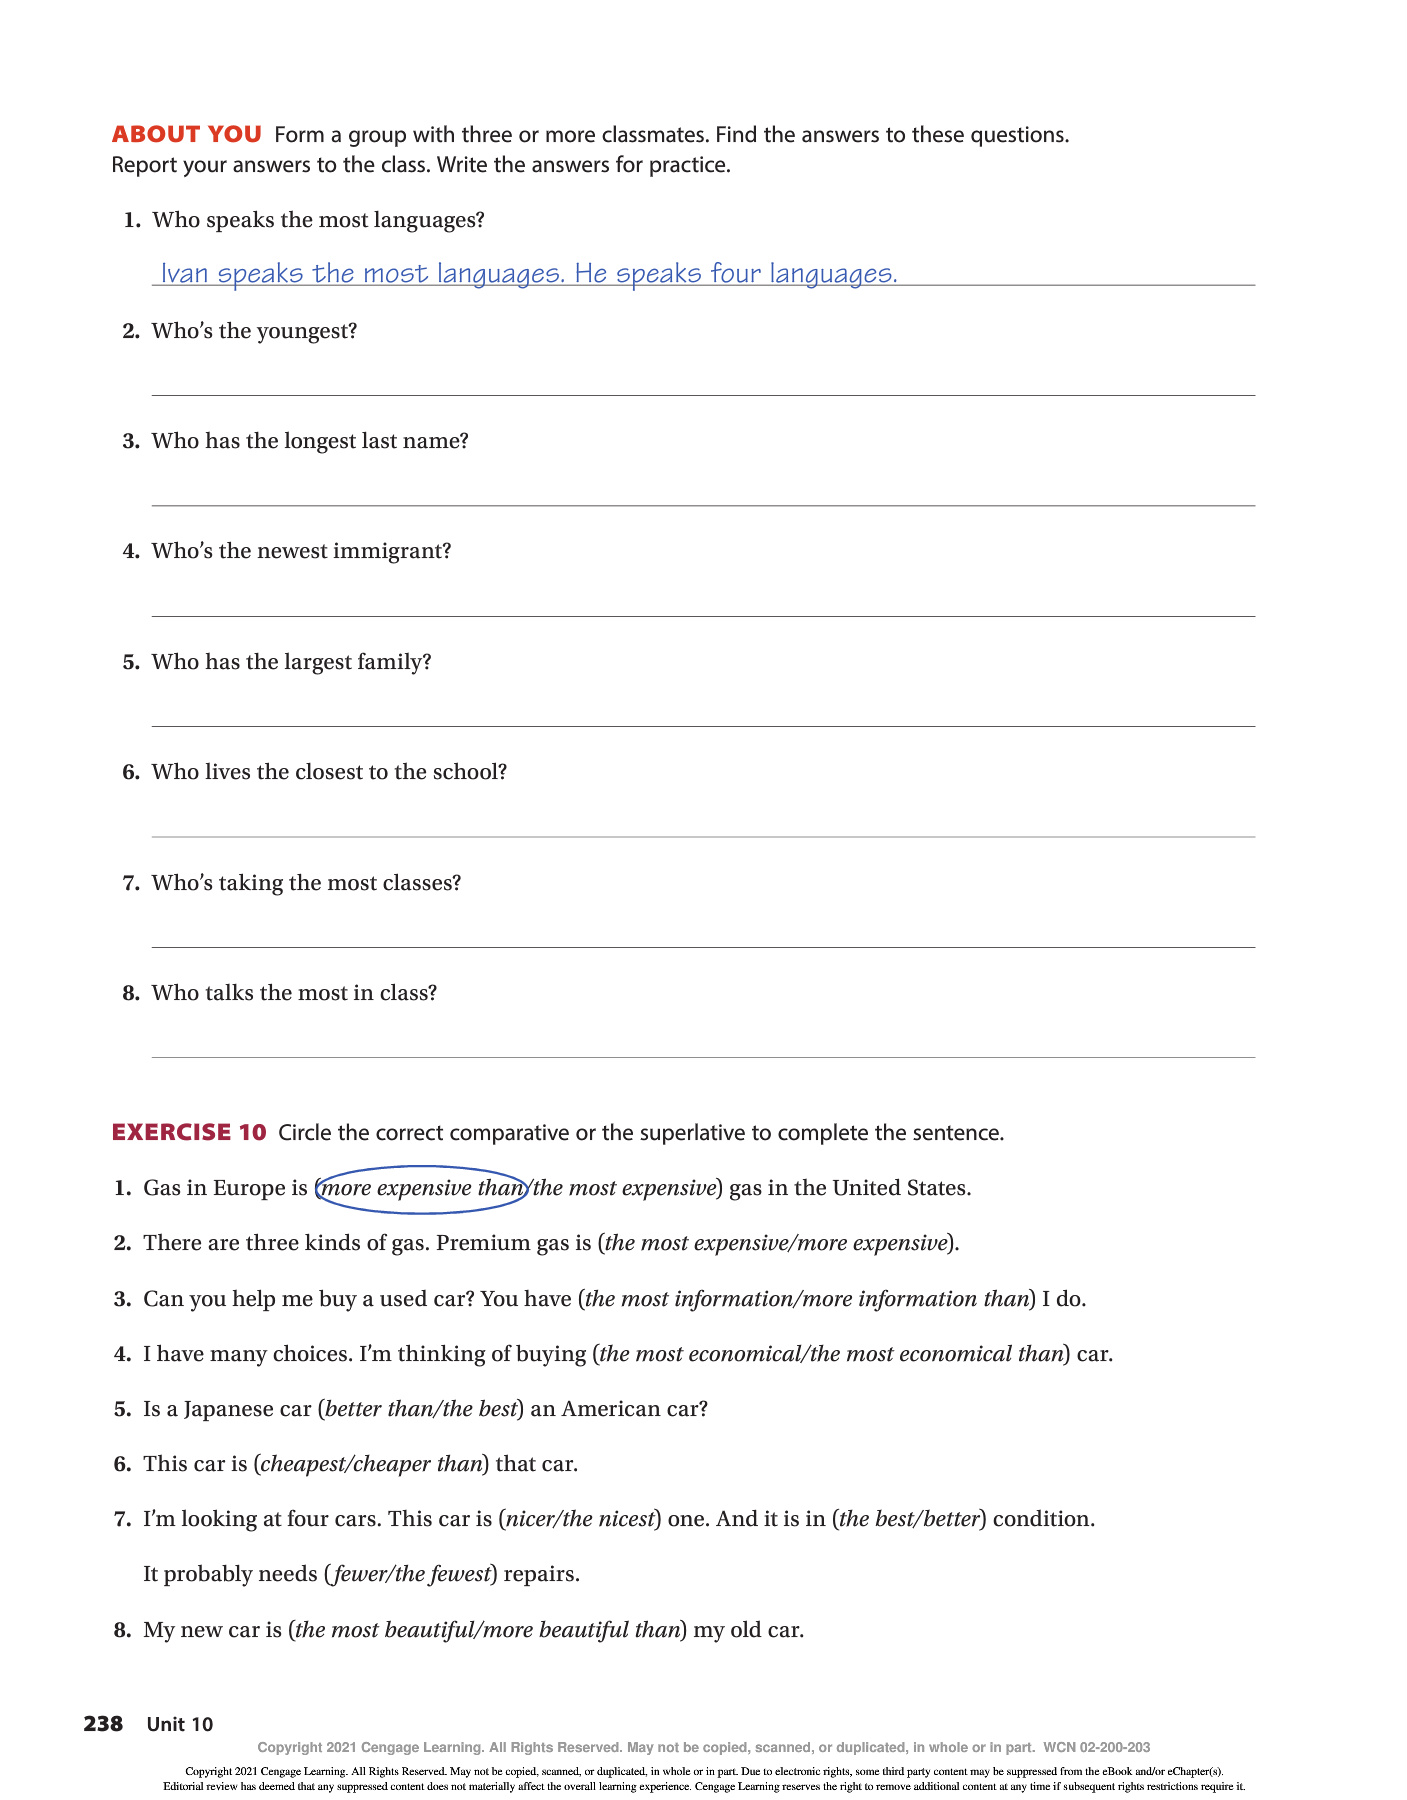 ABOUT YOU Form a group with three or more classmates. Find the answers to these questions.
Report your answers to the class. Write the answers for practice.
1. Who speaks the most languages?
Ivan speaks the most languages. He speaks four languages.
2. Who’s the youngest?
3. Who has the longest last name?
4. Who’s the newest immigrant?
5. Who has the largest family?
6. Who lives the closest to the school?
7. Who’s taking the most classes?
8. Who talks the most in class?
EXERCISE 10 Circle the correct comparative or the superlative to complete the sentence.
1. Gas in Europe is (more expensive than/the most expensive) gas in the United States.
2. There are three kinds of gas. Premium gas is (the most expensive/more expensive).
3. Can you help me buy a used car? You have (the most information/more information than) I do.
4. I have many choices. I’m thinking of buying (the most economical/the most economical than) car.
5. Is a Japanese car (better than/the best) an American car?
6. This car is (cheapest/cheaper than) that car.
7. I’m looking at four cars. This car is (nicer/the nicest) one. And it is in (the best/better) condition.
It probably needs (fewer/the fewest) repairs.
8. My new car is (the most beautiful/more beautiful than) my old car.
238 Unit 10
Copyright 2021 Cengage Learning. All Rights Reserved. May not be copied, scanned, or duplicated, in whole or in part. WCN 02-200-203
Copyright 2021 Cengage Learning. All Rights Reserved. May not be copied, scanned, or duplicated, in whole or in part. Due to electronic rights, some third party content may be suppressed from the eBook and/or eChapter(s).
Editorial review has deemed that any suppressed content does not materially affect the overall learning experience. Cengage Learning reserves the right to remove additional content at any time if subsequent rights restrictions require it.